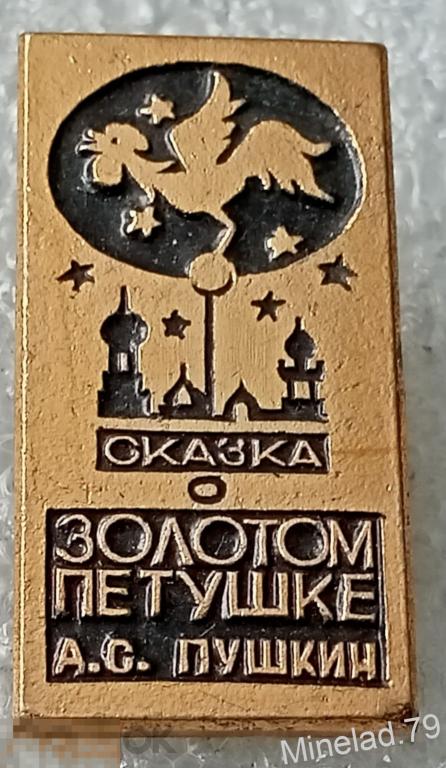 СКАЗКА
О
ЗОЛОТОМ
ПЕТУШКЕ
А.С. ПУШКИН
Minelad.79